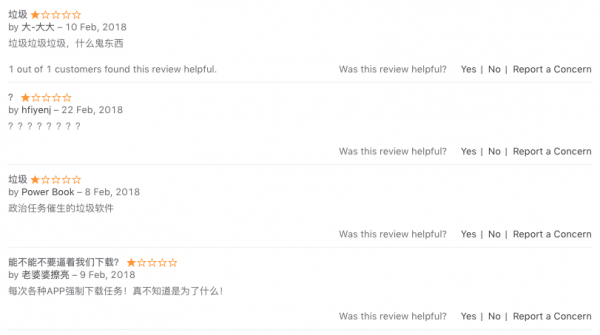 垃圾 ★☆☆☆☆
by 大-大大 – 10 Feb, 2018
垃圾垃圾垃圾，什么鬼东西
1 out of 1 customers found this review helpful. Was this review helpful? Yes | No | Report a Concern
？ ★☆☆☆☆
by hfiyenj – 22 Feb, 2018
？？？？？？？？
Was this review helpful? Yes | No | Report a Concern
垃圾 ★☆☆☆☆
by Power Book – 8 Feb, 2018
政治任务催生的垃圾软件
Was this review helpful? Yes | No | Report a Concern
能不能不要逼着我们下载？ ★☆☆☆☆
by 老婆婆擦亮 – 9 Feb, 2018
每次各种APP强制下载任务！真不知道是为了什么！
Was this review helpful? Yes | No | Report a Concern